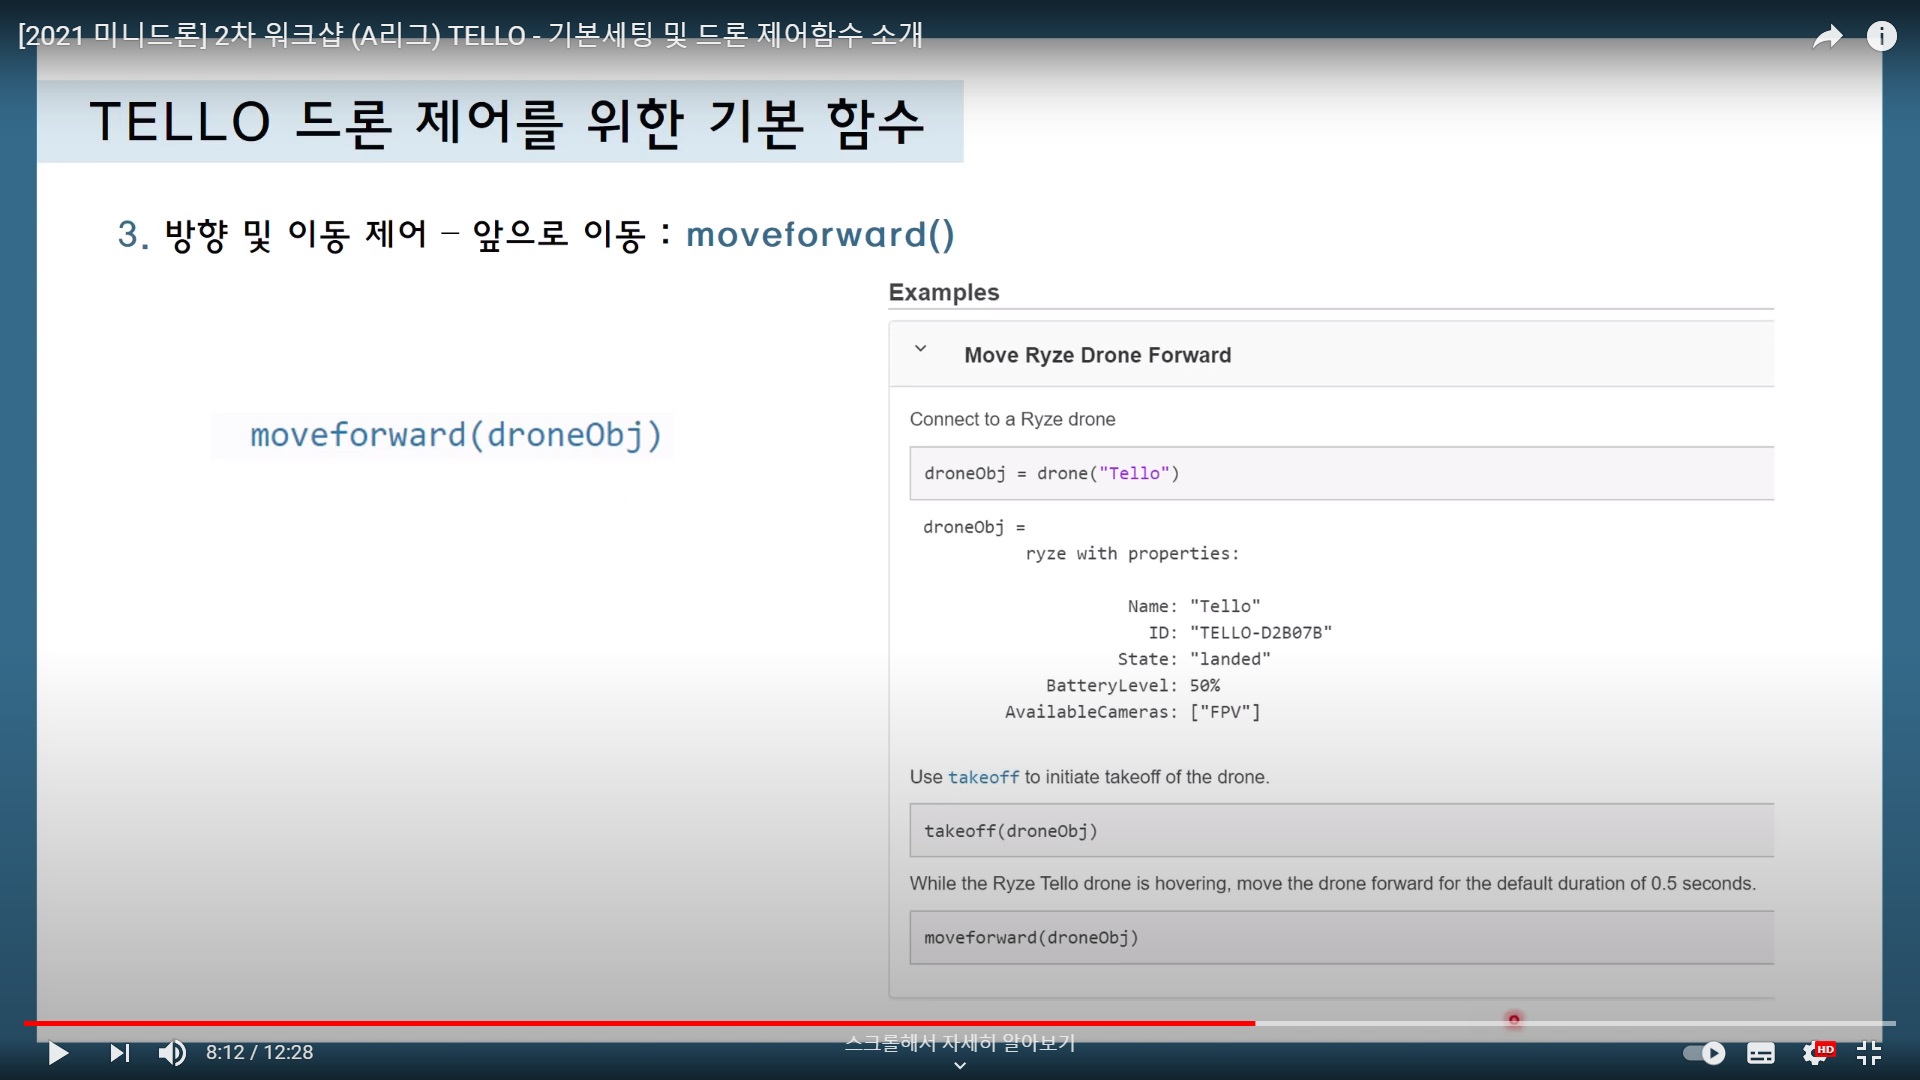 [2021 미니드론] 2차 워크샵 (A리그) TELLO - 기본세팅 및 드론 제어함수 소개
TELLO 드론 제어를 위한 기본 함수
3. 방향 및 이동 제어 – 앞으로 이동 : moveforward()
moveforward(droneObj)
Examples
Move Ryze Drone Forward
Connect to a Ryze drone
droneObj = drone("Tello")
droneObj =
ryze with properties:
Name: "Tello"
ID: "TELLO-D2B07B"
State: "landed"
BatteryLevel: 50%
AvailableCameras: ["FPV"]
Use takeoff to initiate takeoff of the drone.
takeoff(droneObj)
While the Ryze Tello drone is hovering, move the drone forward for the default duration of 0.5 seconds.
moveforward(droneObj)
스크롤해서 자세히 알아보기
8:12 / 12:28
HD